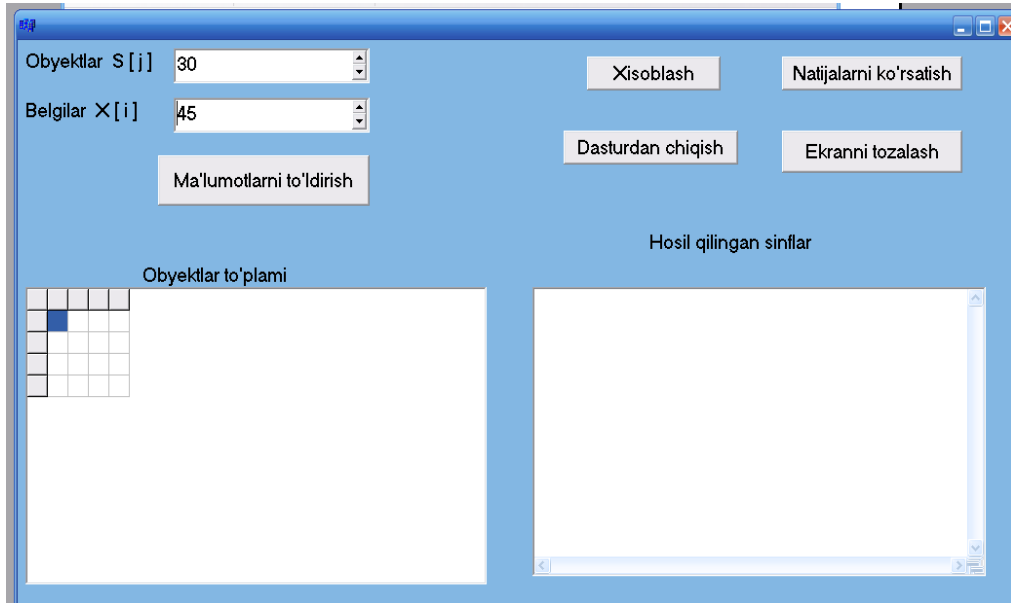 Obyektlar S[j]
30
Xisoblash
Natijalarni ko'rsatish
Belgilar X[i]
45
Dasturdan chiqish
Ekranni tozalash
Ma'lumotlarni to'ldirish
Hosil qilingan sinflar
Obyektlar to'plami